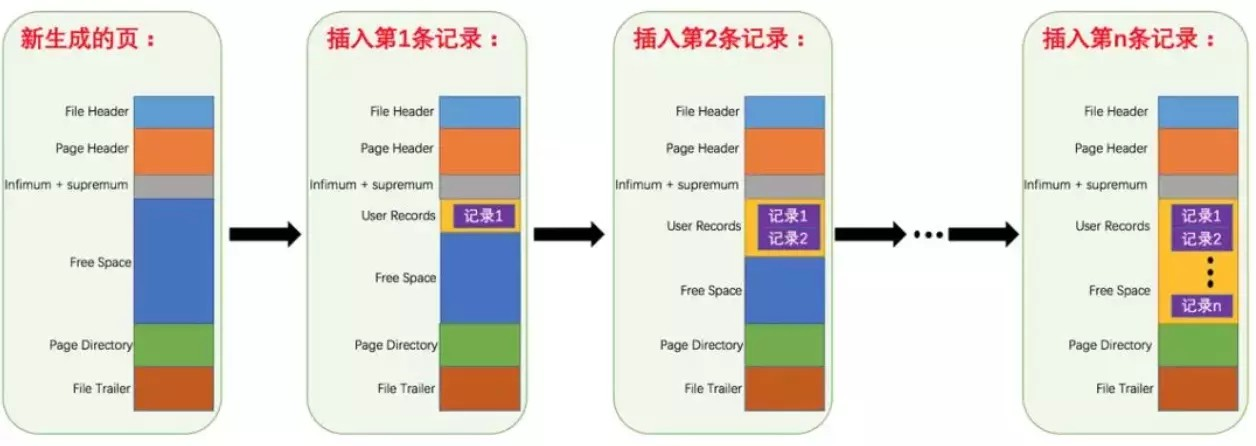 新生成的页：
File Header
Page Header
Infimum + supremum
Free Space
Page Directory
File Trailer
插入第1条记录：
File Header
Page Header
Infimum + supremum
User Records
记录1
Free Space
Page Directory
File Trailer
插入第2条记录：
File Header
Page Header
Infimum + supremum
User Records
记录1
记录2
Free Space
Page Directory
File Trailer
插入第n条记录：
File Header
Page Header
Infimum + supremum
User Records
记录1
记录2
Free Space
记录n
Page Directory
File Trailer